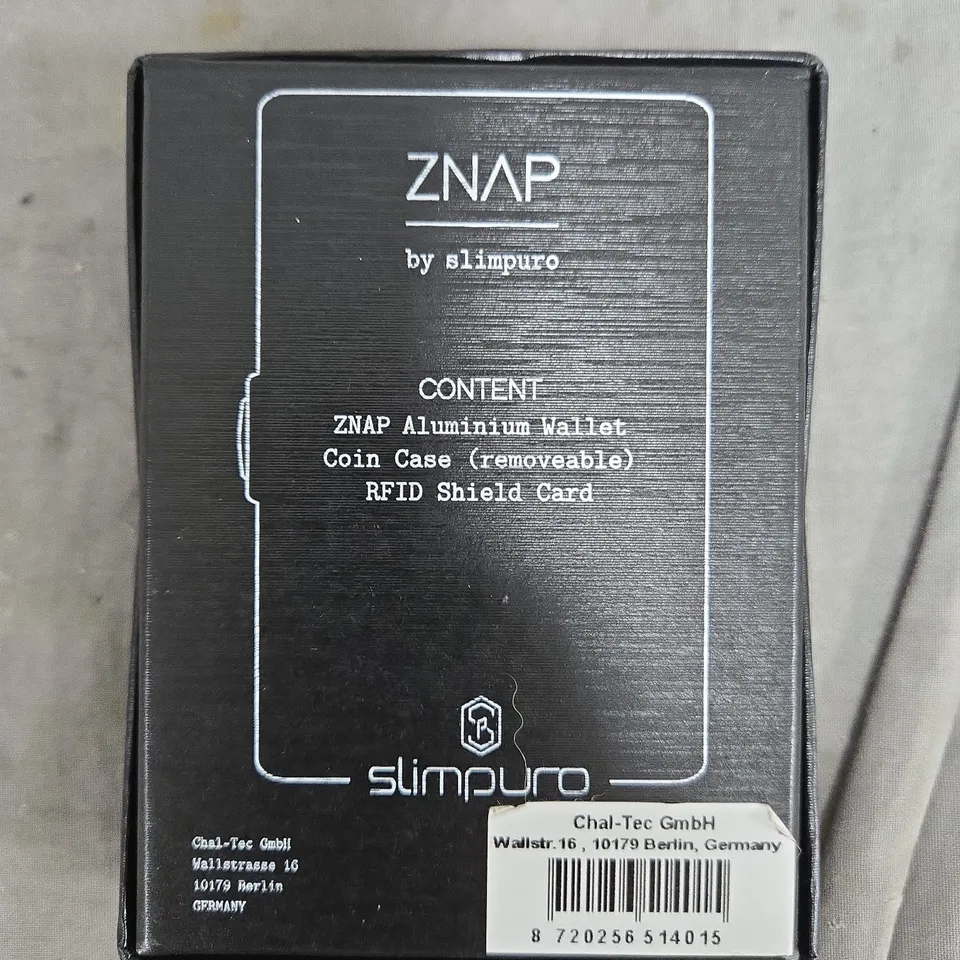 ZNAP
by slimpuro
CONTENT
ZNAP Aluminium Wallet
Coin Case (removeable)
RFID Shield Card
slimpuro
Chal-Tec GmbH
Wallstrasse 16
10179 Berlin
GERMANY
Chal-Tec GmbH
Wallstr.16 , 10179 Berlin, Germany
8 720256 514015